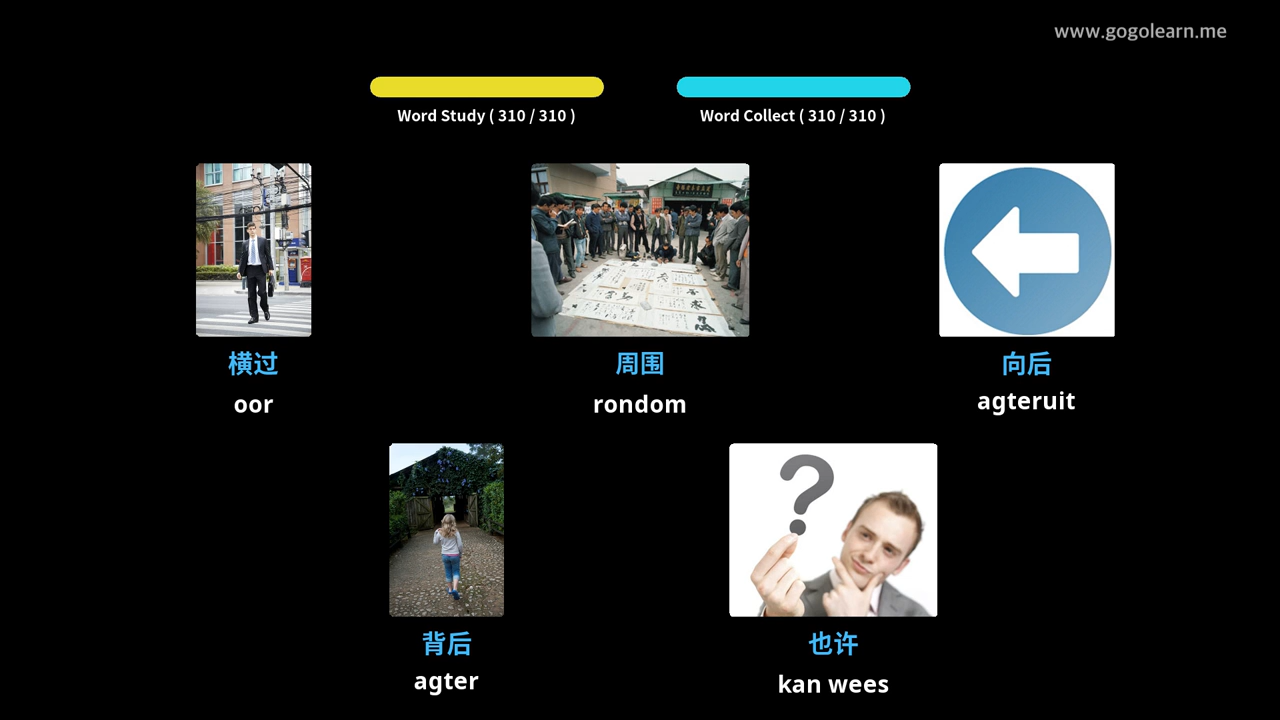 www.gogolearn.me
Word Study ( 310 / 310 )
Word Collect ( 310 / 310 )
横过
oor
周围
rondom
向后
agteruit
背后
agter
也许
kan wees
?